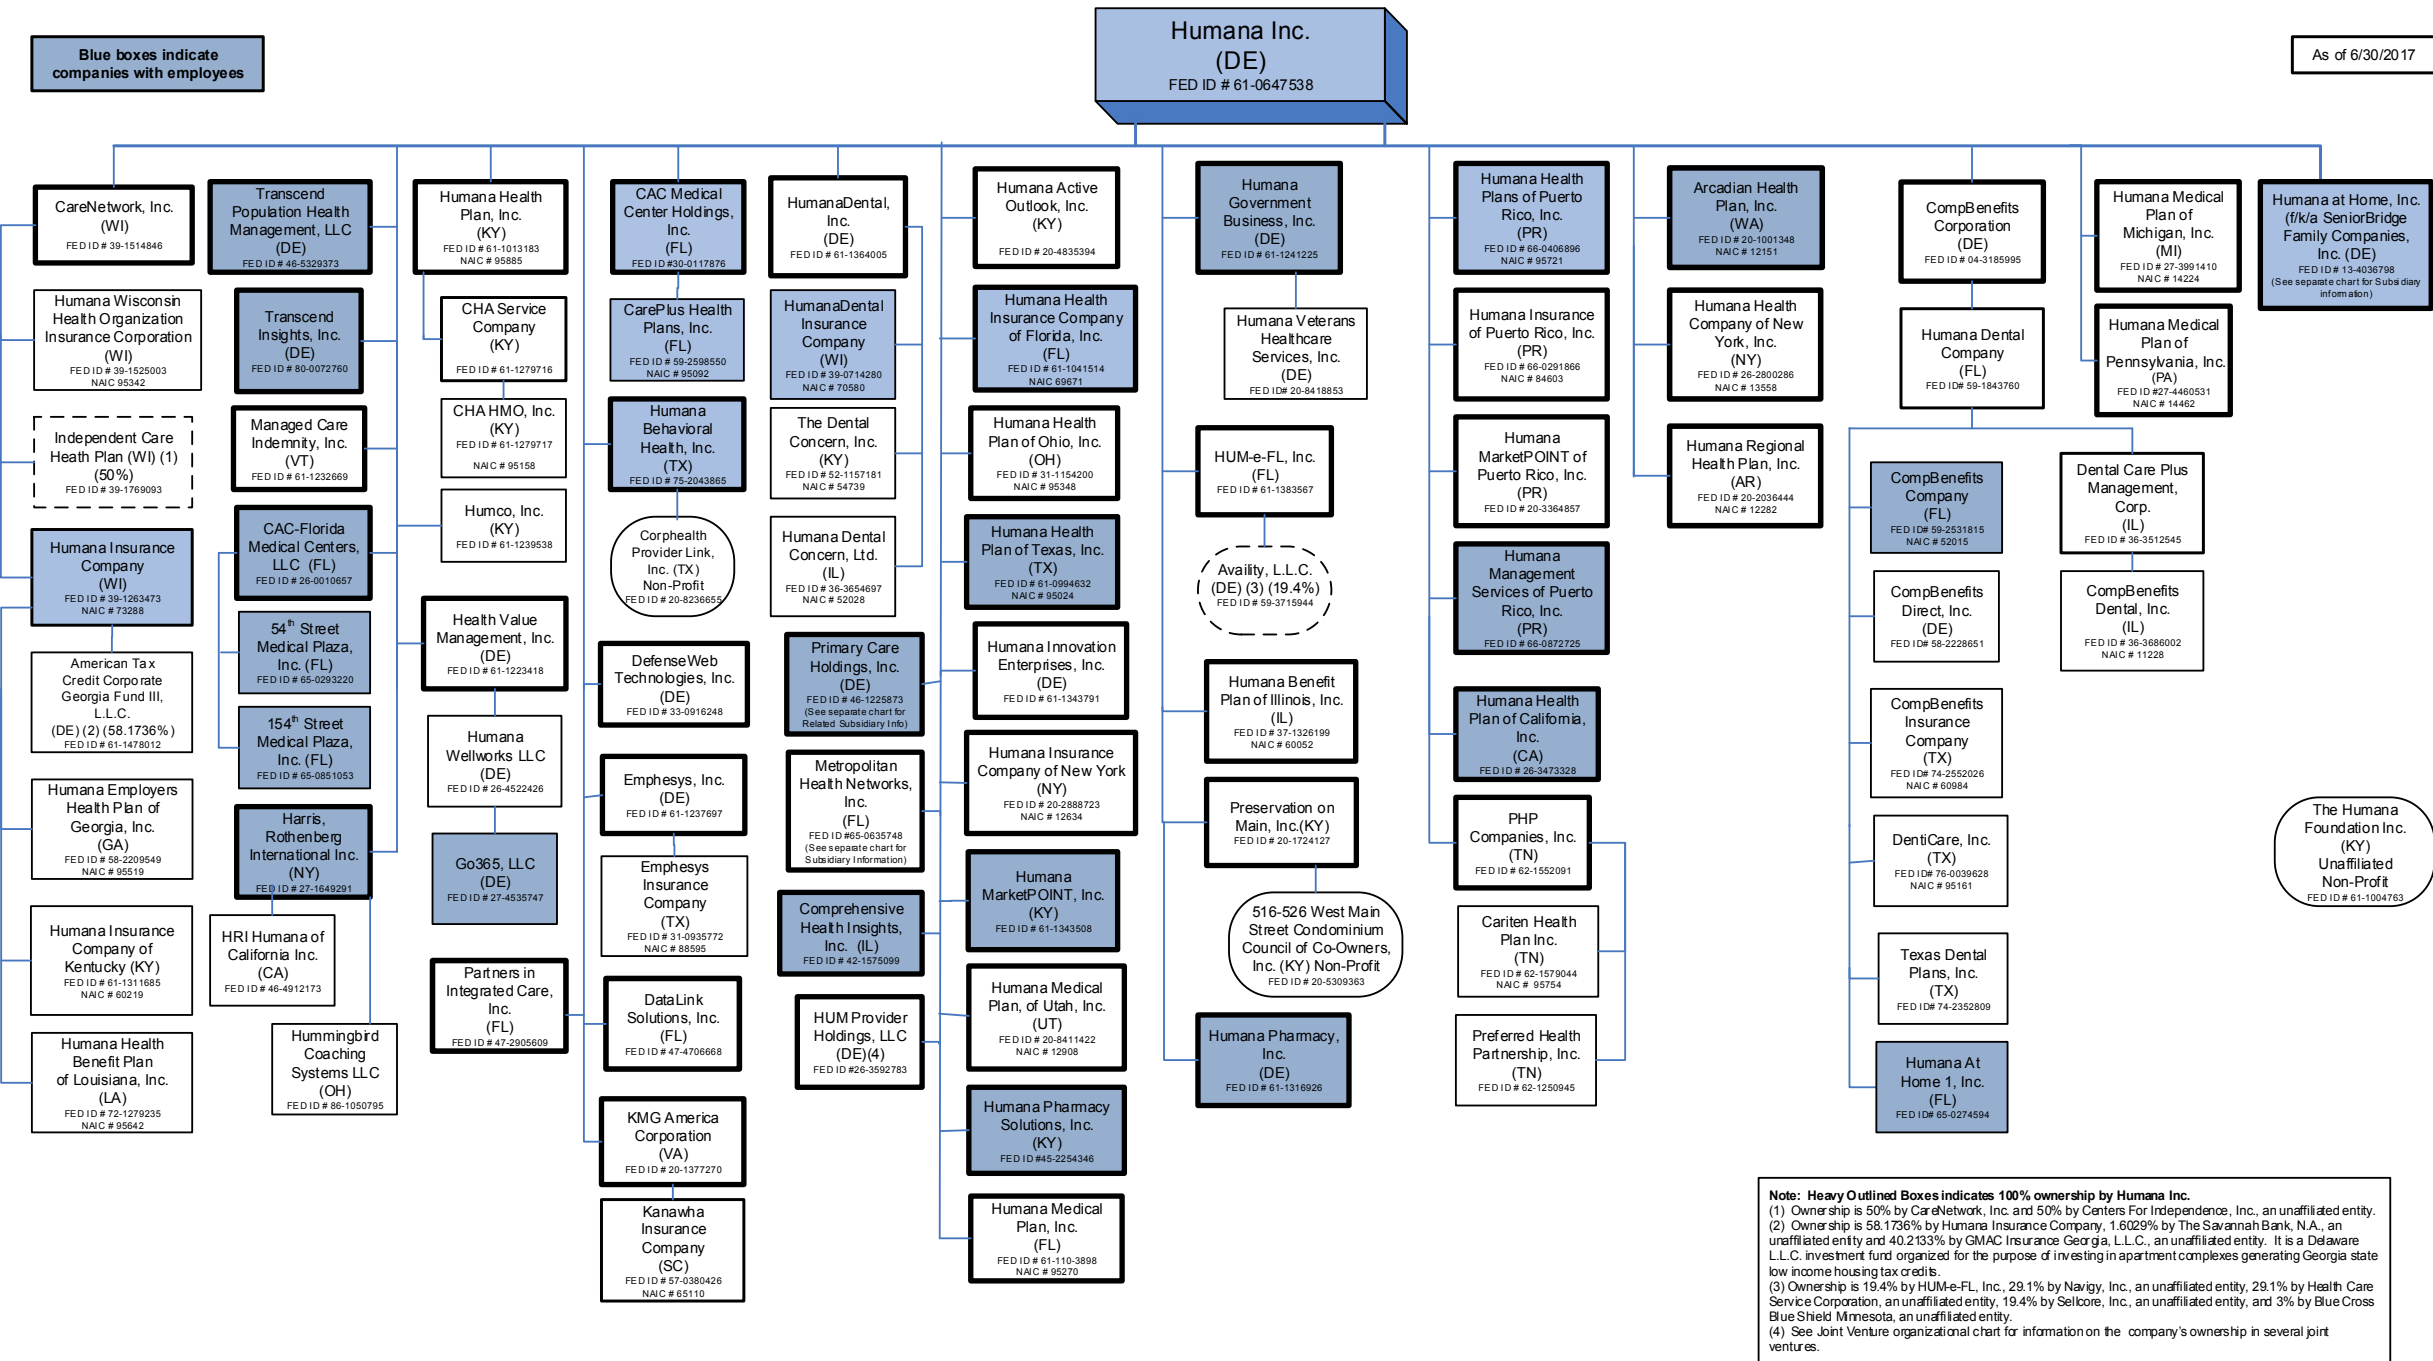 Blue boxes indicate
companies with employees
Humana Inc.
(DE)
FED ID # 61-0647538
As of 6/30/2017
CareNetwork, Inc.
(WI)
FED ID # 39-1514846
Humana Wisconsin
Health Organization
Insurance Corporation
(WI)
FED ID # 39-1525003
NAIC 95342
Independent Care
Heath Plan (WI) (1)
(50%)
FED ID # 39-1769093
Humana Insurance
Company
(WI)
FED ID # 39-1263473
NAIC # 73288
American Tax
Credit Corporate
Georgia Fund III,
L.L.C.
(DE) (2) (58.1736%)
FED ID # 61-1478012
Humana Employers
Health Plan of
Georgia, Inc.
(GA)
FED ID # 58-2209549
NAIC # 95519
Humana Insurance
Company of
Kentucky (KY)
FED ID # 61-1311685
NAIC # 60219
Humana Health
Benefit Plan
of Louisiana, Inc.
(LA)
FED ID # 72-1279235
NAIC # 95642
Transcend
Population Health
Management, LLC
(DE)
FED ID # 46-5329373
Transcend
Insights, Inc.
(DE)
FED ID # 80-0072760
Managed Care
Indemnity, Inc.
(VT)
FED ID # 61-1232669
CAC-Florida
Medical Centers,
LLC (FL)
FED ID # 26-0010657
54th Street
Medical Plaza,
Inc. (FL)
FED ID # 65-0293220
154th Street
Medical Plaza,
Inc. (FL)
FED ID # 65-0851053
Harris,
Rothenberg
International Inc.
(NY)
FED ID # 27-1649291
HRI Humana of
California Inc.
(CA)
FED ID # 46-4912173
Hummingbird
Coaching
Systems LLC
(OH)
FED ID # 86-1050795
Humana Health
Plan, Inc.
(KY)
FED ID # 61-1013183
NAIC # 95885
CHA Service
Company
(KY)
FED ID # 61-1279716
CHA HMO, Inc.
(KY)
FED ID # 61-1279717
NAIC # 95158
Humco, Inc.
(KY)
FED ID # 61-1239538
Health Value
Management, Inc.
(DE)
FED ID # 61-1223418
Humana
Wellworks LLC
(DE)
FED ID # 26-4522426
Go365, LLC
(DE)
FED ID # 27-4535747
Partners in
Integrated Care,
Inc.
(FL)
FED ID # 47-2905609
CAC Medical
Center Holdings,
Inc.
(FL)
FED ID #30-0117876
CarePlus Health
Plans, Inc.
(FL)
FED ID # 59-2598550
NAIC # 95092
Humana
Behavioral
Health, Inc.
(TX)
FED ID # 75-2043865
Corphealth
Provider Link,
Inc. (TX)
Non-Profit
FED ID # 20-8236655
DefenseWeb
Technologies, Inc.
(DE)
FED ID # 33-0916248
Emphesys, Inc.
(DE)
FED ID # 61-1237697
Emphesys
Insurance
Company
(TX)
FED ID # 31-0935772
NAIC # 88595
DataLink
Solutions, Inc.
(FL)
FED ID # 47-4706668
KMG America
Corporation
(VA)
FED ID # 20-1377270
Kanawha
Insurance
Company
(SC)
FED ID # 57-0380426
NAIC # 65110
HumanaDental,
Inc.
(DE)
FED ID # 61-1364005
HumanaDental
Insurance
Company
(WI)
FED ID # 39-0714280
NAIC # 70580
The Dental
Concern, Inc.
(KY)
FED ID # 52-1157181
NAIC # 54739
Humana Dental
Concern, Ltd.
(IL)
FED ID # 36-3654697
NAIC # 52028
Primary Care
Holdings, Inc.
(DE)
FED ID # 46-1225873
(See separate chart for
Related Subsidiary Info)
Metropolitan
Health Networks,
Inc.
(FL)
FED ID #65-0635748
(See separate chart for
Subsidiary Information)
Comprehensive
Health Insights,
Inc. (IL)
FED ID # 42-1575099
HUM Provider
Holdings, LLC
(DE)(4)
FED ID #26-3592783
Humana Active
Outlook, Inc.
(KY)
FED ID # 20-4835394
Humana Health
Insurance Company
of Florida, Inc.
(FL)
FED ID # 61-1041514
NAIC 69671
Humana Health
Plan of Ohio, Inc.
(OH)
FED ID # 31-1154200
NAIC # 95348
Humana Health
Plan of Texas, Inc.
(TX)
FED ID # 61-0994632
NAIC # 95024
Humana Innovation
Enterprises, Inc.
(DE)
FED ID # 61-1343791
Humana Insurance
Company of New York
(NY)
FED ID # 20-2888723
NAIC # 12634
Humana
MarketPOINT, Inc.
(KY)
FED ID # 61-1343508
Humana Medical
Plan, of Utah, Inc.
(UT)
FED ID # 20-8411422
NAIC # 12908
Humana Pharmacy
Solutions, Inc.
(KY)
FED ID #45-2254346
Humana Medical
Plan, Inc.
(FL)
FED ID # 61-110-3898
NAIC # 95270
Humana
Government
Business, Inc.
(DE)
FED ID # 61-1241225
Humana Veterans
Healthcare
Services, Inc.
(DE)
FED ID# 20-8418853
HUM-e-FL, Inc.
(FL)
FED ID # 61-1383567
Availity, L.L.C.
(DE) (3) (19.4%)
FED ID # 59-3715944
Humana Benefit
Plan of Illinois, Inc.
(IL)
FED ID # 37-1326199
NAIC # 60052
Preservation on
Main, Inc.(KY)
FED ID # 20-1724127
516-526 West Main
Street Condominium
Council of Co-Owners,
Inc. (KY) Non-Profit
FED ID # 20-5309363
Humana Pharmacy,
Inc.
(DE)
FED ID # 61-1316926
Humana Health
Plans of Puerto
Rico, Inc.
(PR)
FED ID # 66-0406896
NAIC # 95721
Humana Insurance
of Puerto Rico, Inc.
(PR)
FED ID # 66-0291866
NAIC # 84603
Humana
MarketPOINT of
Puerto Rico, Inc.
(PR)
FED ID # 20-3364857
Humana
Management
Services of Puerto
Rico, Inc.
(PR)
FED ID # 66-0872725
Humana Health
Plan of California,
Inc.
(CA)
FED ID # 26-3473328
PHP
Companies, Inc.
(TN)
FED ID # 62-1552091
Cariten Health
Plan Inc.
(TN)
FED ID # 62-1579044
NAIC # 95754
Preferred Health
Partnership, Inc.
(TN)
FED ID # 62-1250945
Arcadian Health
Plan, Inc.
(WA)
FED ID # 20-1001348
NAIC # 12151
Humana Health
Company of New
York, Inc.
(NY)
FED ID # 26-2800286
NAIC # 13558
Humana Regional
Health Plan, Inc.
(AR)
FED ID # 20-2036444
NAIC # 12282
CompBenefits
Corporation
(DE)
FED ID # 04-3185995
Humana Dental
Company
(FL)
FED ID# 59-1843760
CompBenefits
Company
(FL)
FED ID# 59-2531815
NAIC # 52015
CompBenefits
Direct, Inc.
(DE)
FED ID # 58-2228651
CompBenefits
Insurance
Company
(TX)
FED ID# 74-2552026
NAIC # 60984
DentiCare, Inc.
(TX)
FED ID# 76-0039628
NAIC # 95161
Texas Dental
Plans, Inc.
(TX)
FED ID# 74-2352809
Humana At
Home 1, Inc.
(FL)
FED ID# 65-0274594
Dental Care Plus
Management,
Corp.
(IL)
FED ID # 36-3512545
CompBenefits
Dental, Inc.
(IL)
FED ID # 36-3686002
NAIC # 11228
Humana Medical
Plan of
Michigan, Inc.
(MI)
FED ID # 27-3991410
NAIC # 14224
Humana Medical
Plan of
Pennsylvania, Inc.
(PA)
FED ID #27-4460531
NAIC # 14462
Humana at Home, Inc.
(f/k/a SeniorBridge
Family Companies,
Inc. (DE)
FED ID # 13-4036798
(See separate chart for Subsidiary
information)
The Humana
Foundation Inc.
(KY)
Unaffiliated
Non-Profit
FED ID # 61-1004763
Note: Heavy Outlined Boxes indicates 100% ownership by Humana Inc.
(1) Ownership is 50% by CareNetwork, Inc. and 50% by Centers For Independence, Inc., an unaffiliated entity.
(2) Ownership is 58.1736% by Humana Insurance Company, 1.6029% by The Savannah Bank, N.A., an
unaffiliated entity and 40.2133% by GMAC Insurance Georgia, L.L.C., an unaffiliated entity. It is a Delaware
L.L.C. investment fund organized for the purpose of investing in apartment complexes generating Georgia state
low income housing tax credits.
(3) Ownership is 19.4% by HUM-e-FL, Inc., 29.1% by Navigy, Inc., an unaffiliated entity, 29.1% by Health Care
Service Corporation, an unaffiliated entity, 19.4% by Sellcore, Inc., an unaffiliated entity, and 3% by Blue Cross
Blue Shield Minnesota, an unaffiliated entity.
(4) See Joint Venture organizational chart for information on the company's ownership in several joint
ventures.